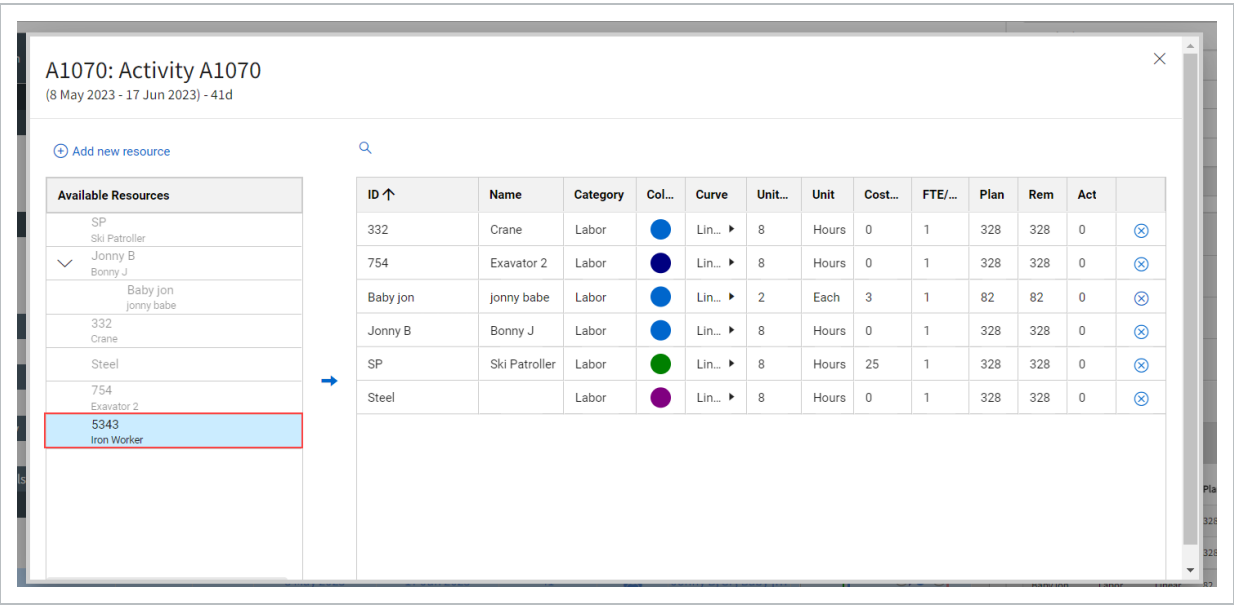 A1070: Activity A1070
(8 May 2023 - 17 Jun 2023) - 41d
Add new resource
Available Resources
SP
Ski Patroller
Jonny B
Bonny J
Baby jon
jonny babe
332
Crane
Steel
754
Exavator 2
5343
Iron Worker
ID Name Category Col... Curve Unit... Unit Cost... FTE/... Plan Rem Act
332 Crane Labor Lin... 8 Hours 0 1 328 328 0
754 Exavator 2 Labor Lin... 8 Hours 0 1 328 328 0
Baby jon jonny babe Labor Lin... 2 Each 3 1 82 82 0
Jonny B Bonny J Labor Lin... 8 Hours 0 1 328 328 0
SP Ski Patroller Labor Lin... 8 Hours 25 1 328 328 0
Steel Labor Lin... 8 Hours 0 1 328 328 0
Pla
328
328